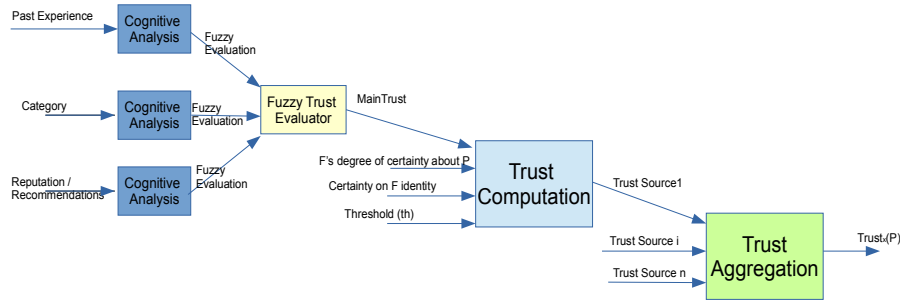 Past Experience
Cognitive
Analysis
Fuzzy
Evaluation
Category
Cognitive
Analysis
Fuzzy
Evaluation
Fuzzy Trust
Evaluator
MainTrust
Reputation /
Recommendations
Cognitive
Analysis
Fuzzy
Evaluation
F's degree of certainty about P
Certainty on F identity
Threshold (th)
Trust
Computation
Trust Source1
Trust Source i
Trust Source n
Trust
Aggregation
Trustₓ(P)